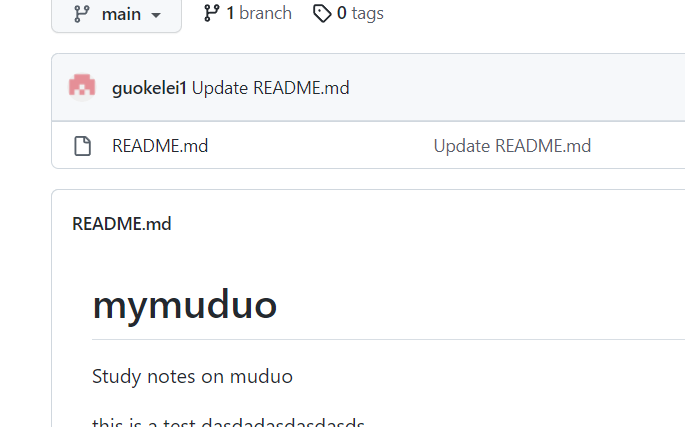 main 1 branch 0 tags
guokelei1 Update README.md
README.md Update README.md
README.md
mymuduo
Study notes on muduo
this is a test dasdadasdasdasds